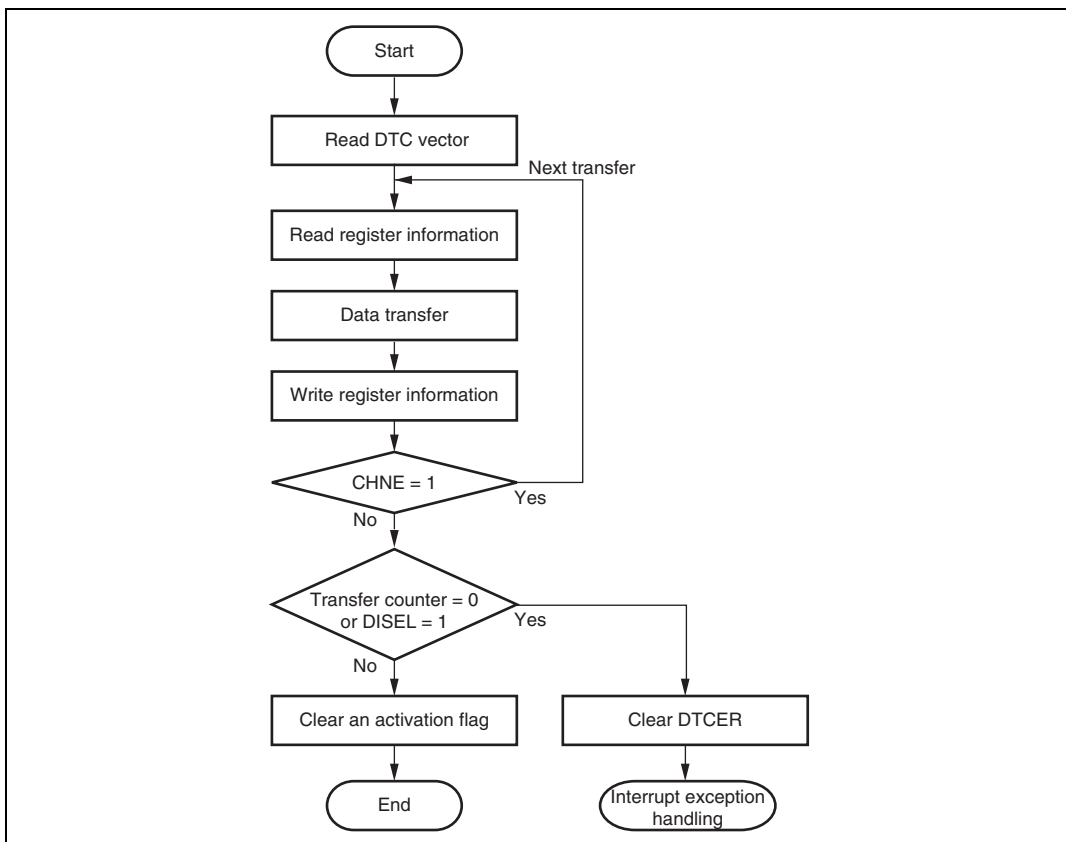 Start
Read DTC vector
Next transfer
Read register information
Data transfer
Write register information
CHNE = 1
Yes
No
Transfer counter = 0
or DISEL = 1
Yes
No
Clear an activation flag
Clear DTCER
End
Interrupt exception
handling